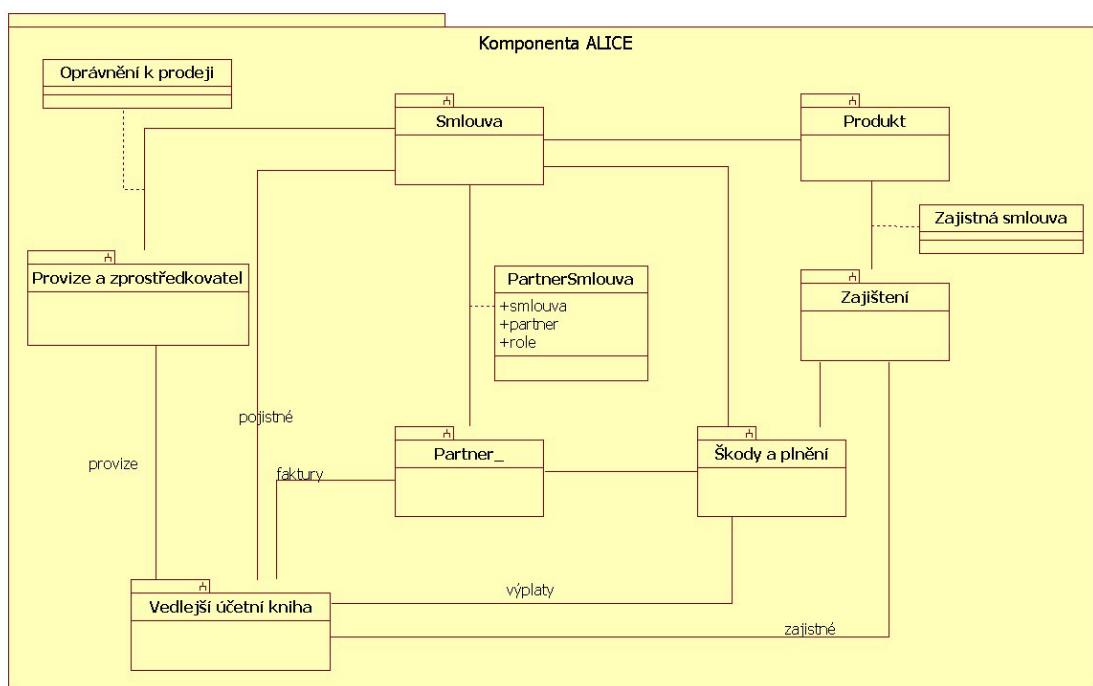 Komponenta ALICE
Oprávnění k prodeji
Smlouva
Produkt
Zajistná smlouva
Provize a zprostředkovatel
PartnerSmlouva
+smlouva
+partner
+role
Zajištení
pojistné
provize
Partner_
Škody a plnění
faktury
výplaty
Vedlejší účetní kniha
zajistné